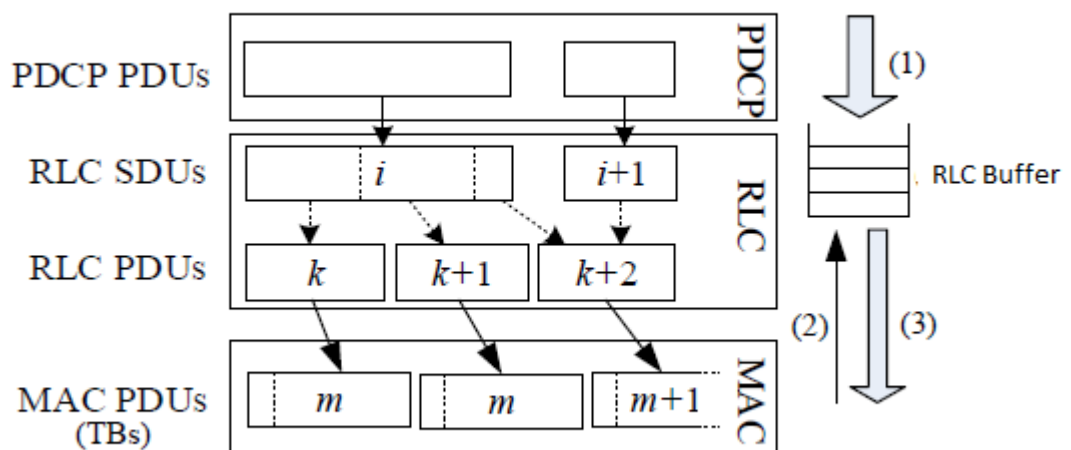 PDCP PDUs
PDCP
(1)
RLC SDUs
i
i+1
RLC
RLC Buffer
RLC PDUs
k
k+1
k+2
(2)
(3)
MAC PDUs
(TBs)
m
m
m+1
MAC